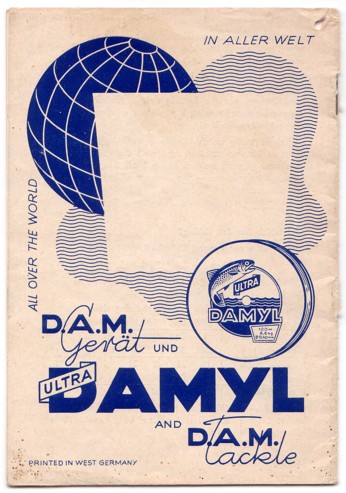 IN ALLER WELT
ALL OVER THE WORLD
ULTRA
DAMYL
100m
D.A.M.
Gerät UND
ULTRA
DAMYL
AND
D.A.M.
Tackle
PRINTED IN WEST GERMANY